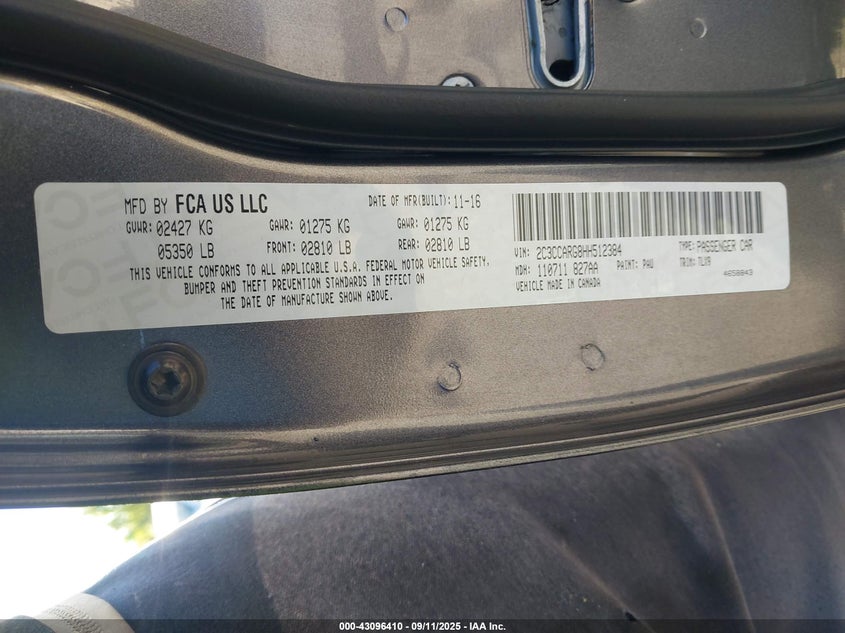 MFD BY FCA US LLC
DATE OF MFR(BUILT): 11-16
GVWR: 02427 KG
GAWR: 01275 KG
GAWR: 01275 KG
05350 LB
FRONT: 02810 LB
REAR: 02810 LB
THIS VEHICLE CONFORMS TO ALL APPLICABLE U.S.A. FEDERAL MOTOR VEHICLE SAFETY,
BUMPER AND THEFT PREVENTION STANDARDS IN EFFECT ON
THE DATE OF MANUFACTURE SHOWN ABOVE.
VIN: 2C3CCARG8HH512384
TYPE: PASSENGER CAR
MDH: 110711 827AA
PAINT: PAU
TRIM: TLX9
VEHICLE MADE IN CANADA
4658843
000-43096410 - 09/11/2025 - IAA Inc.